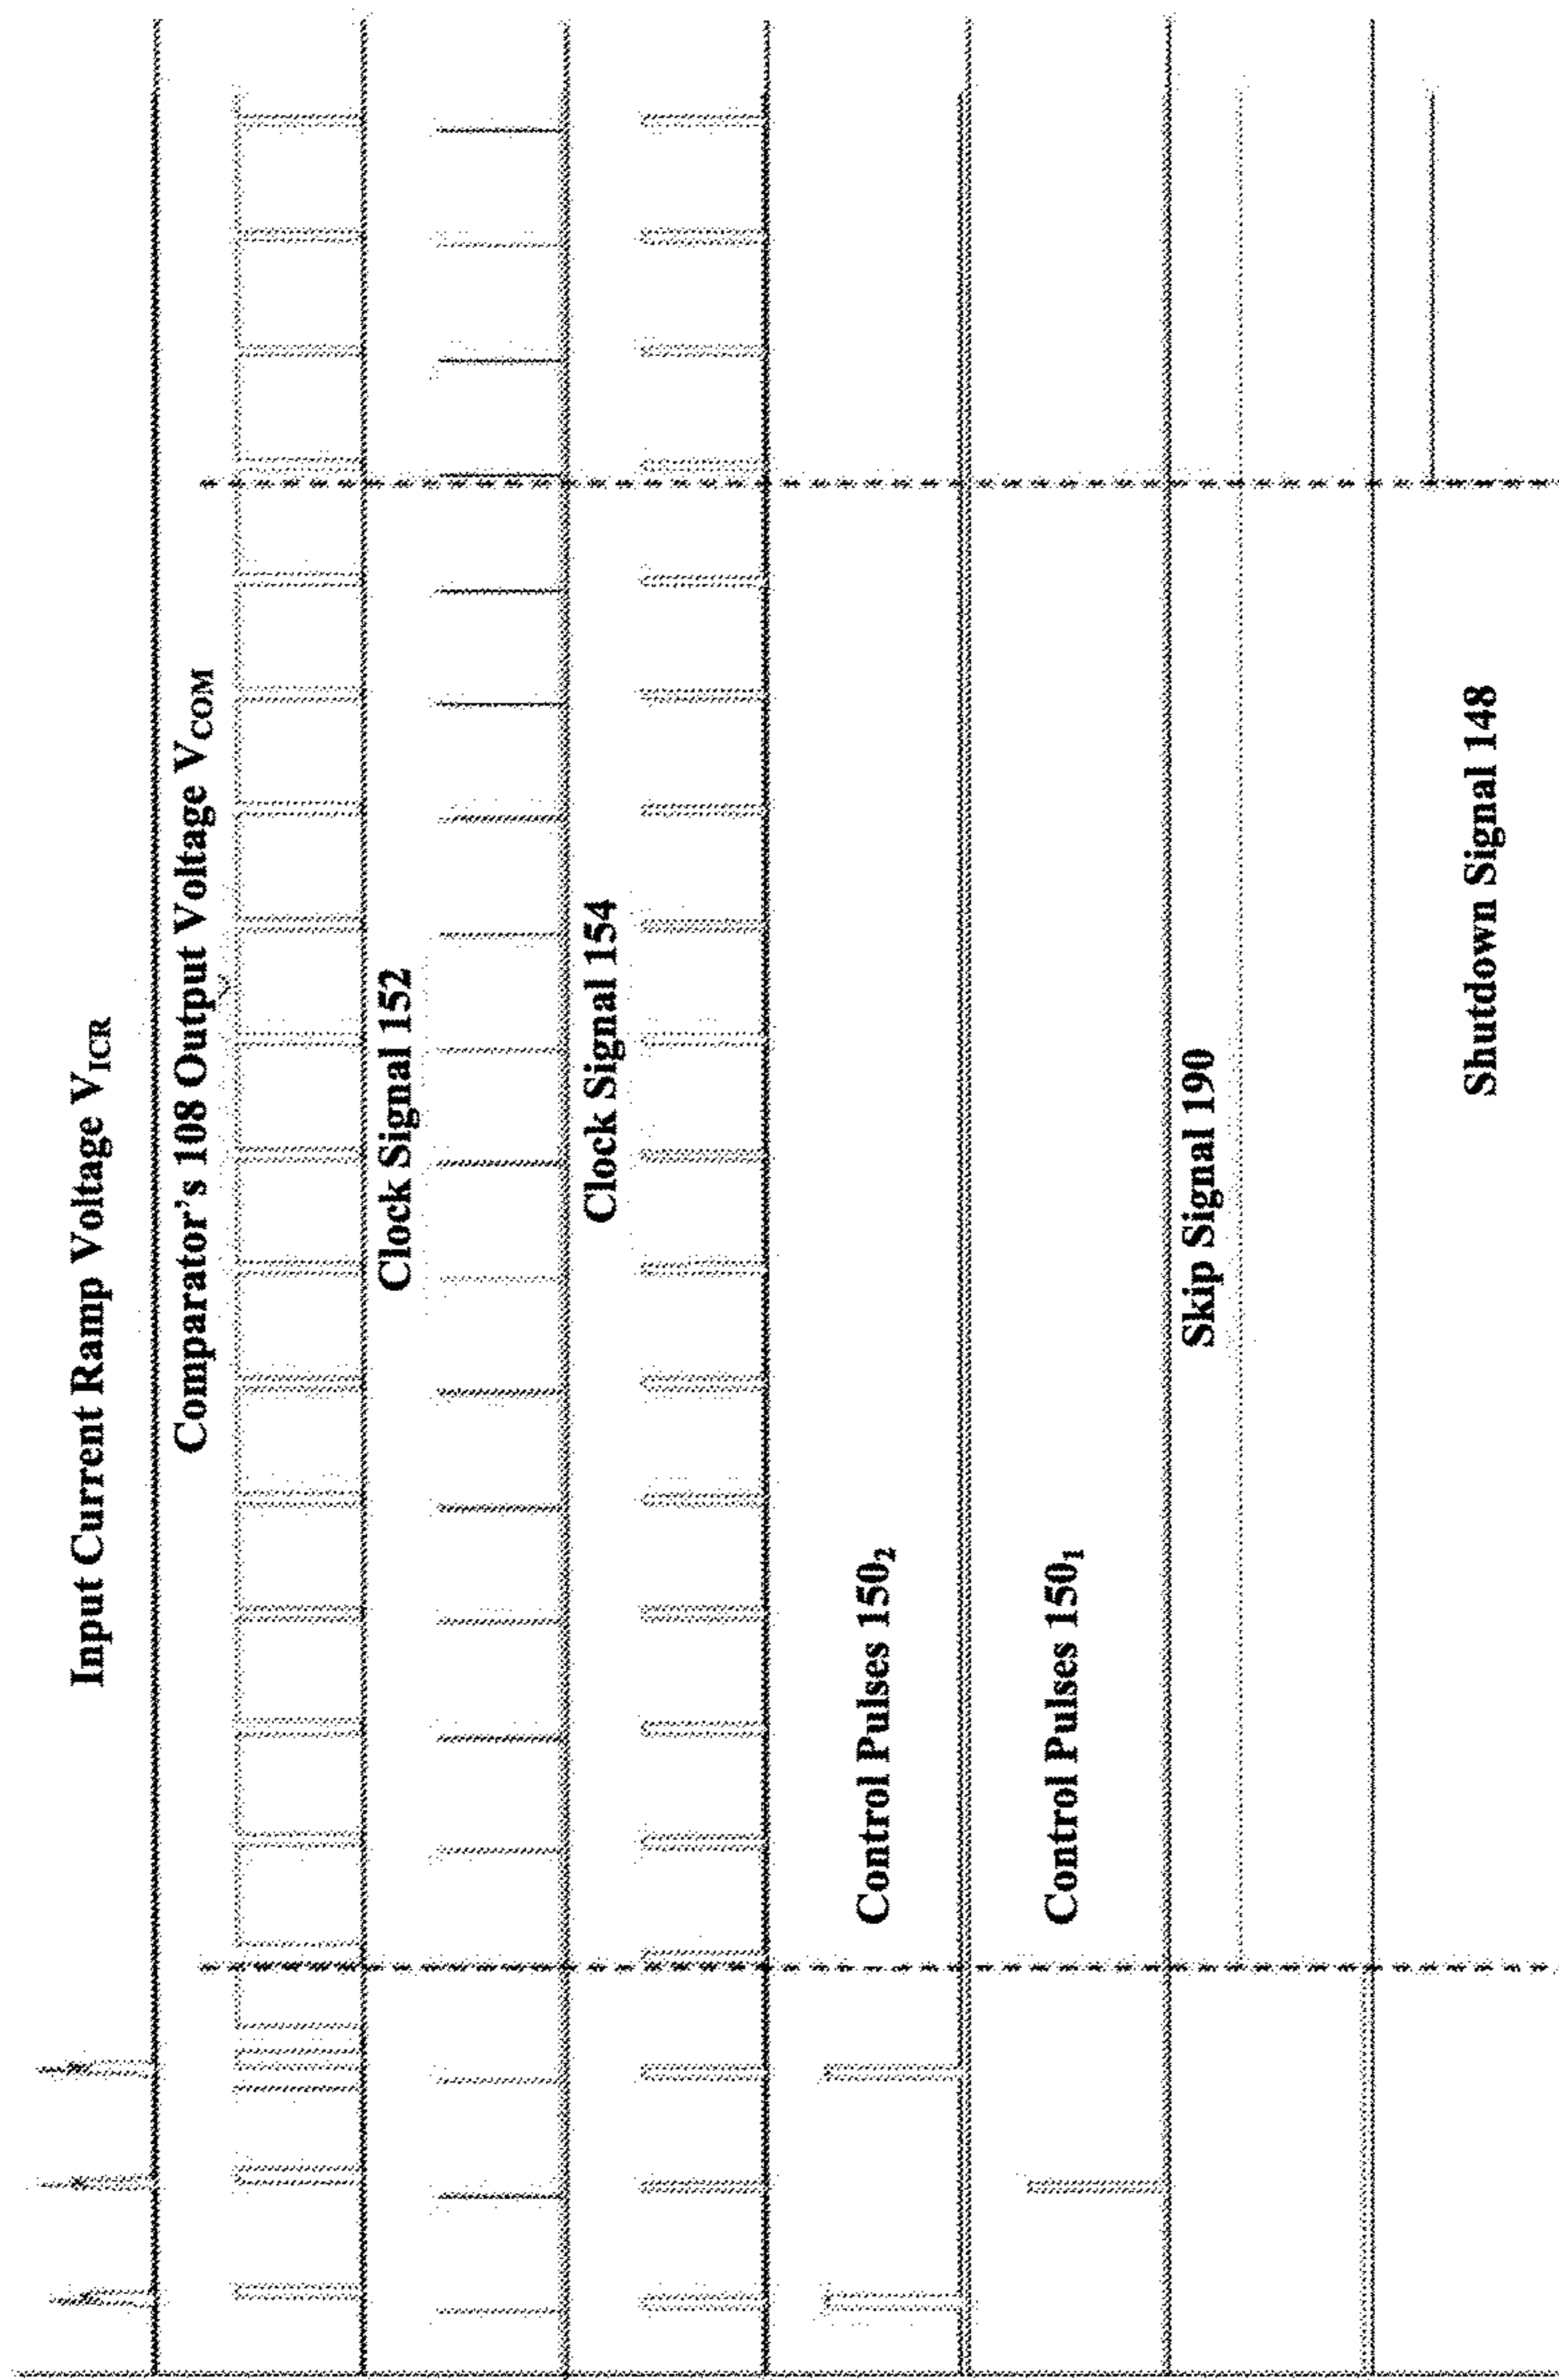 Input Current Ramp Voltage V_ICR
Comparator's 108 Output Voltage V_COM
Clock Signal 152
Clock Signal 154
Control Pulses 150₂
Control Pulses 150₁
Skip Signal 190
Shutdown Signal 148